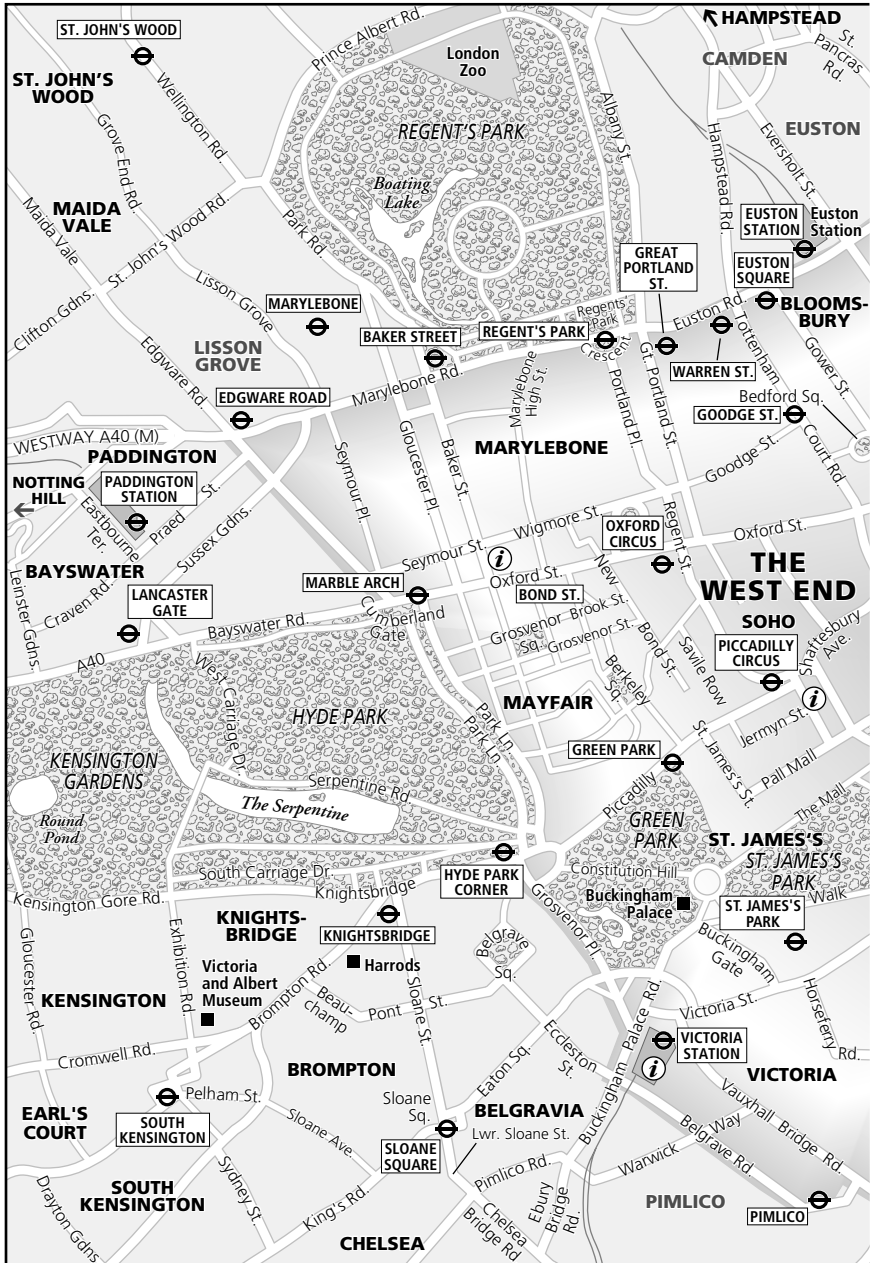 HAMPSTEAD
ST. JOHN'S WOOD
Prince Albert Rd.
London
Zoo
CAMDEN
St.
Pancras
Rd.
ST. JOHN'S
WOOD
Wellington Rd
Grove End Rd.
REGENT'S PARK
Albany St.
Hampstead Rd.
Eversholt St.
EUSTON
Boating
Lake
MAIDA
VALE
Maida Vale
St. John's Wood Rd.
Park Rd.
EUSTON
STATION
Euston
Station
GREAT
PORTLAND
ST.
EUSTON
SQUARE
Clifton Gdns.
Lisson Grove
MARYLEBONE
BAKER STREET
REGENT'S PARK
Regents
Park
Crescent
Euston Rd.
BLOOMS-
BURY
LISSON
GROVE
Edgware Rd.
Marylebone Rd.
Marylebone
High St.
WARREN ST.
Tottenham
Court Rd
Gower St.
EDGWARE ROAD
Portland Pl.
Gt. Portland St.
Bedford Sq.
GOODGE ST.
WESTWAY A40 (M)
PADDINGTON
Seymour Pl.
Gloucester Pl.
Baker St.
MARYLEBONE
Goodge St.
NOTTING
HILL
PADDINGTON
STATION
Eastbourne
Ter.
Praed St.
Sussex Gdns.
Wigmore St.
OXFORD
CIRCUS
Regent St.
Oxford St.
Seymour St.
i
BAYSWATER
Leinster Gdns.
Craven Rd.
LANCASTER
GATE
MARBLE ARCH
Oxford St.
BOND ST.
New
Bond St.
THE
WEST END
Cumberland
Gate
Bayswater Rd.
A40
Grosvenor
Sq.
Brook St.
Grosvenor St.
SOHO
PICCADILLY
CIRCUS
Shaftesbury
Ave.
Savile Row
West Carriage Dr.
HYDE PARK
Park Ln.
Park Ln
MAYFAIR
Berkeley
Sq.
i
Jermyn St.
St. James's St.
Pall Mall
KENSINGTON
GARDENS
GREEN PARK
Piccadilly
The Mall
Serpentine Rd.
The Serpentine
Round
Pond
GREEN
PARK
ST. JAMES'S
ST. JAMES'S
PARK
South Carriage Dr.
HYDE PARK
CORNER
Constitution Hill
Kensington Gore Rd.
Knightsbridge
Grosvenor Pl.
Buckingham
Palace
Walk
ST. JAMES'S
PARK
KNIGHTS-
BRIDGE
KNIGHTSBRIDGE
Belgrave
Sq.
Buckingham
Gate
Gloucester Rd.
Exhibition Rd.
Victoria
and Albert
Museum
Harrods
KENSINGTON
Brompton Rd.
Beau-
champ
Pont St.
Sloane St.
Victoria St.
Horseferry
Rd.
Cromwell Rd.
Eccleston
St.
Buckingham Palace Rd.
VICTORIA
STATION
i
VICTORIA
BROMPTON
Eaton Sq.
Pelham St.
Sloane
Sq.
BELGRAVIA
EARL'S
COURT
SOUTH
KENSINGTON
Sloane Ave.
SLOANE
SQUARE
Lwr. Sloane St.
Vauxhall Bridge Rd.
Belgrave Rd.
Warwick Way
Pimlico Rd.
SOUTH
KENSINGTON
Sydney St.
King's Rd.
Ebury
Bridge
Rd.
PIMLICO
PIMLICO
Drayton Gdns
Chelsea
Bridge Rd
CHELSEA